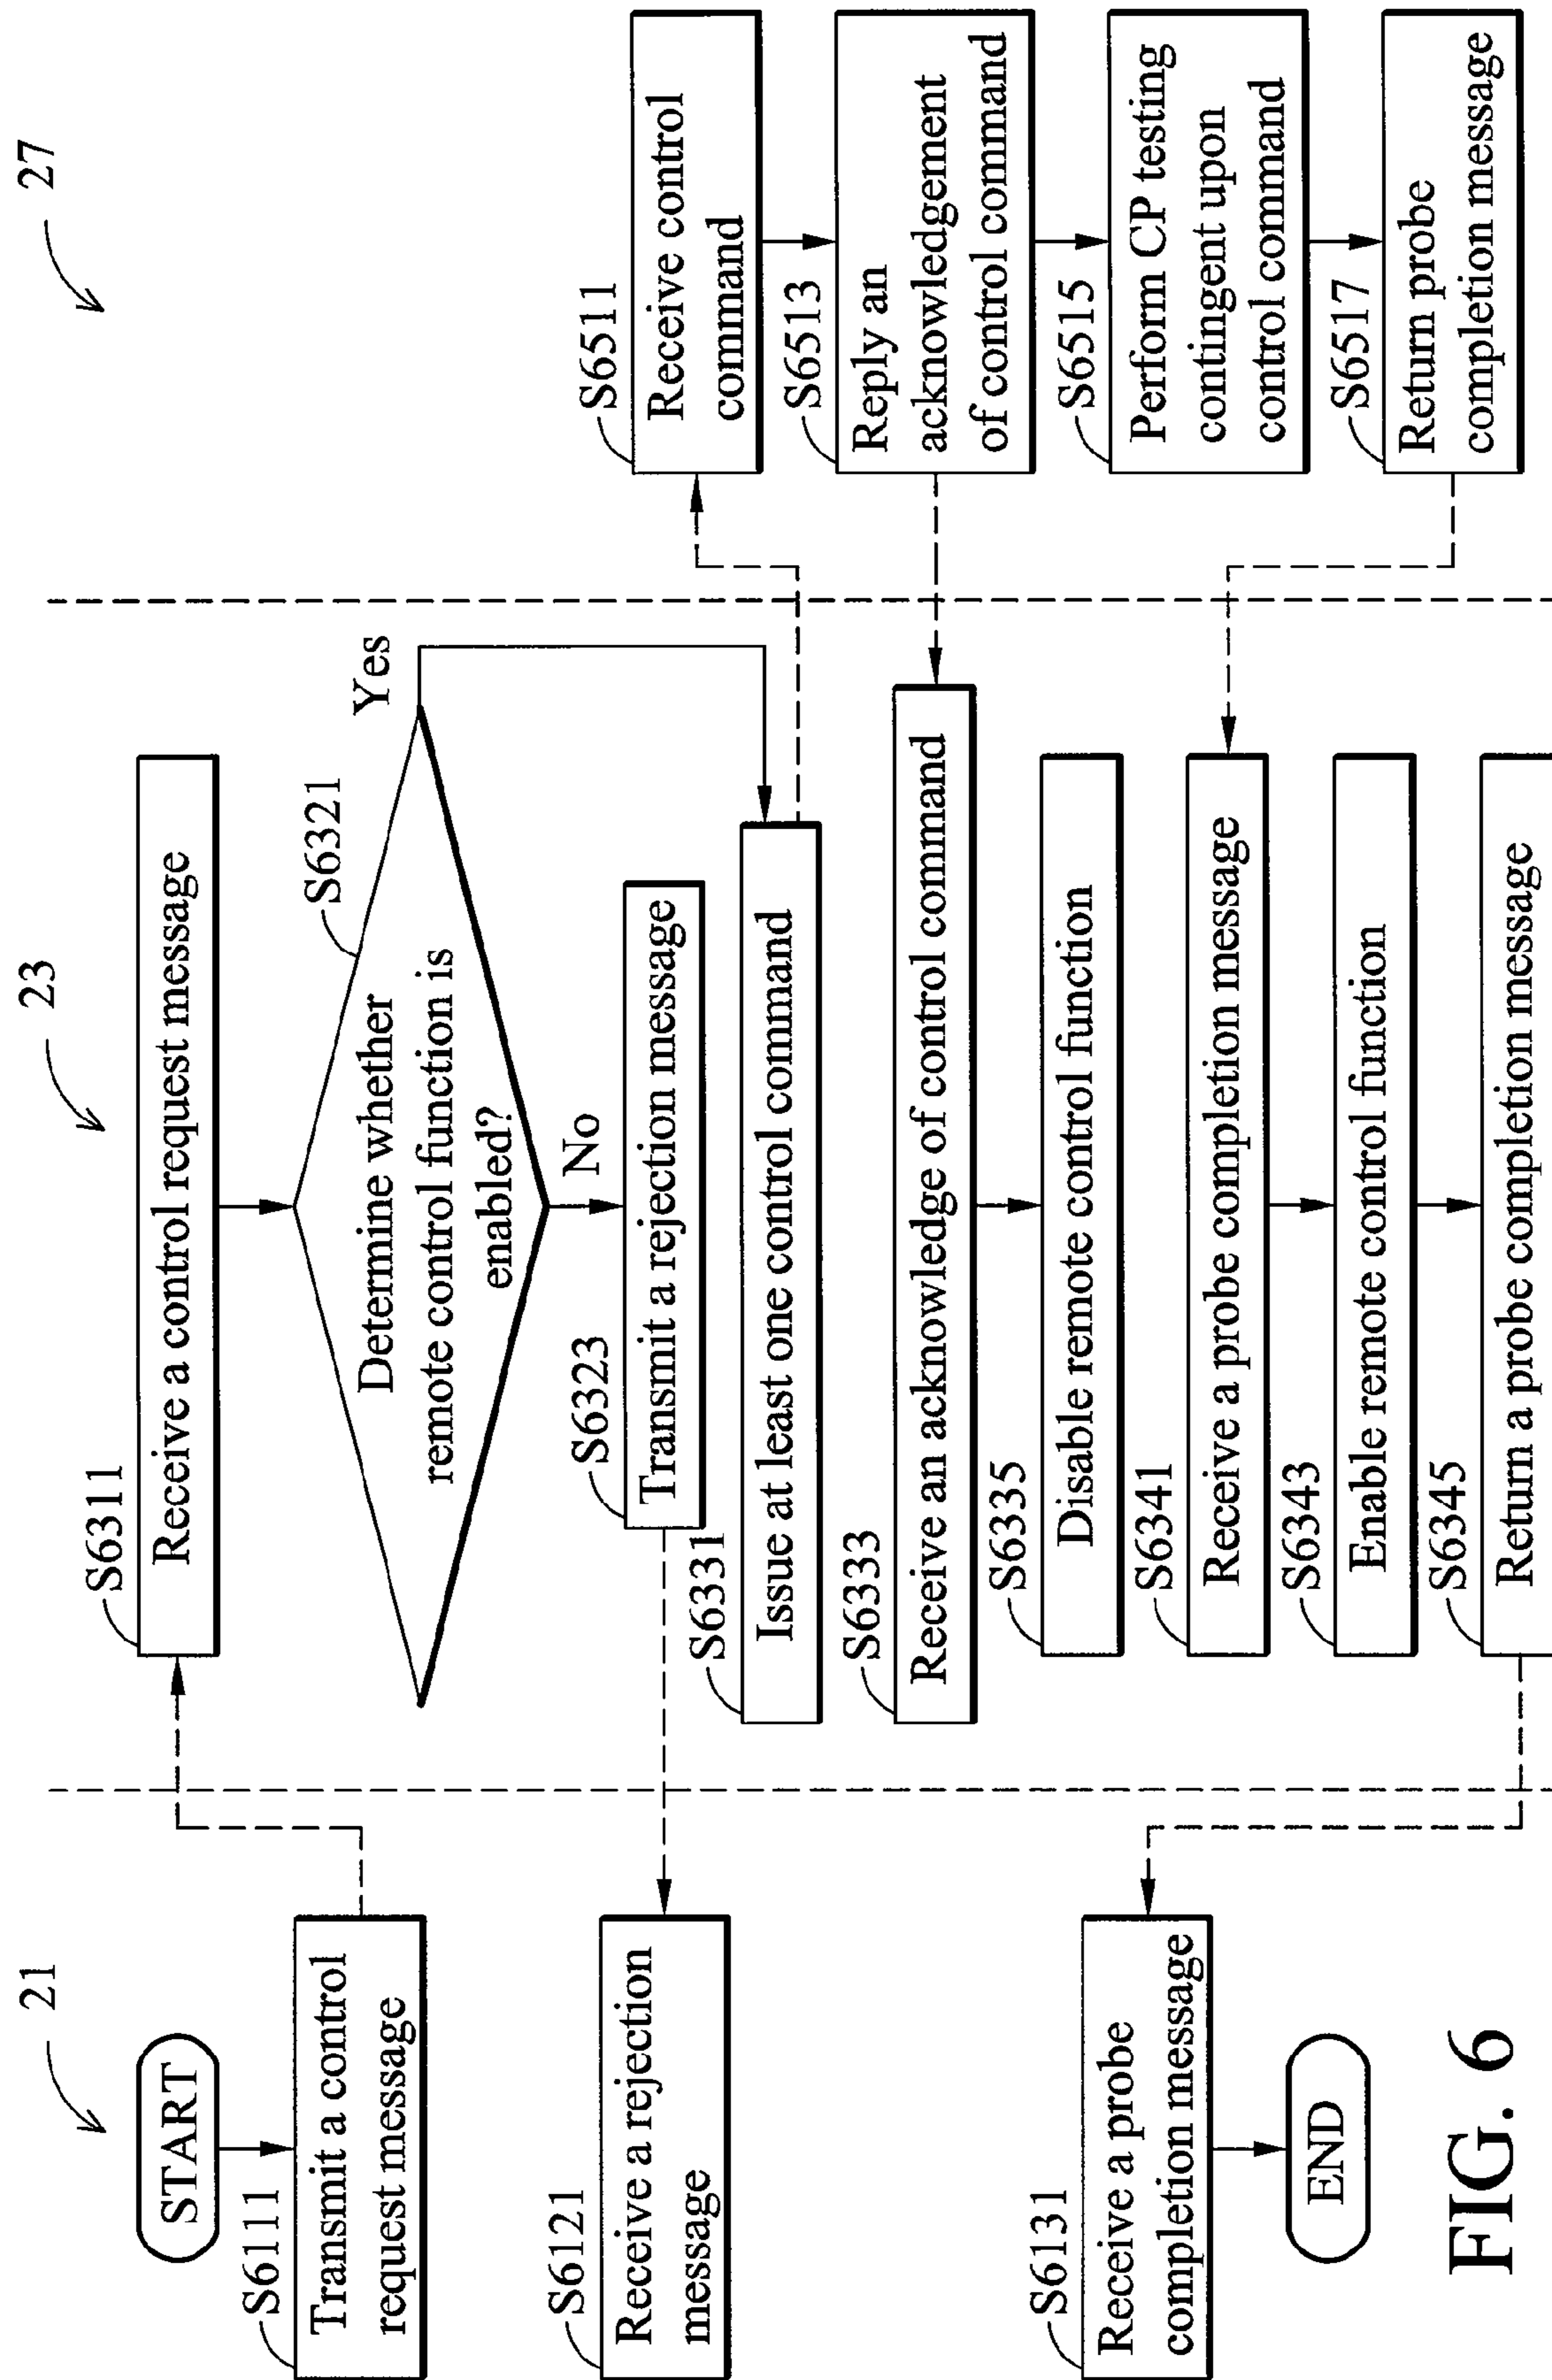 21
START
S6111
Transmit a control
request message
S6121
Receive a rejection
message
S6131
Receive a probe
completion message
END
23
S6311
Receive a control request message
S6321
Determine whether
remote control function is
enabled?
Yes
No
S6323
Transmit a rejection message
S6331
Issue at least one control command
S6333
Receive an acknowledge of control command
S6335
Disable remote control function
S6341
Receive a probe completion message
S6343
Enable remote control function
S6345
Return a probe completion message
27
S6511
Receive control
command
S6513
Reply an
acknowledgement
of control command
S6515
Perform CP testing
contingent upon
control command
S6517
Return probe
completion message
FIG. 6